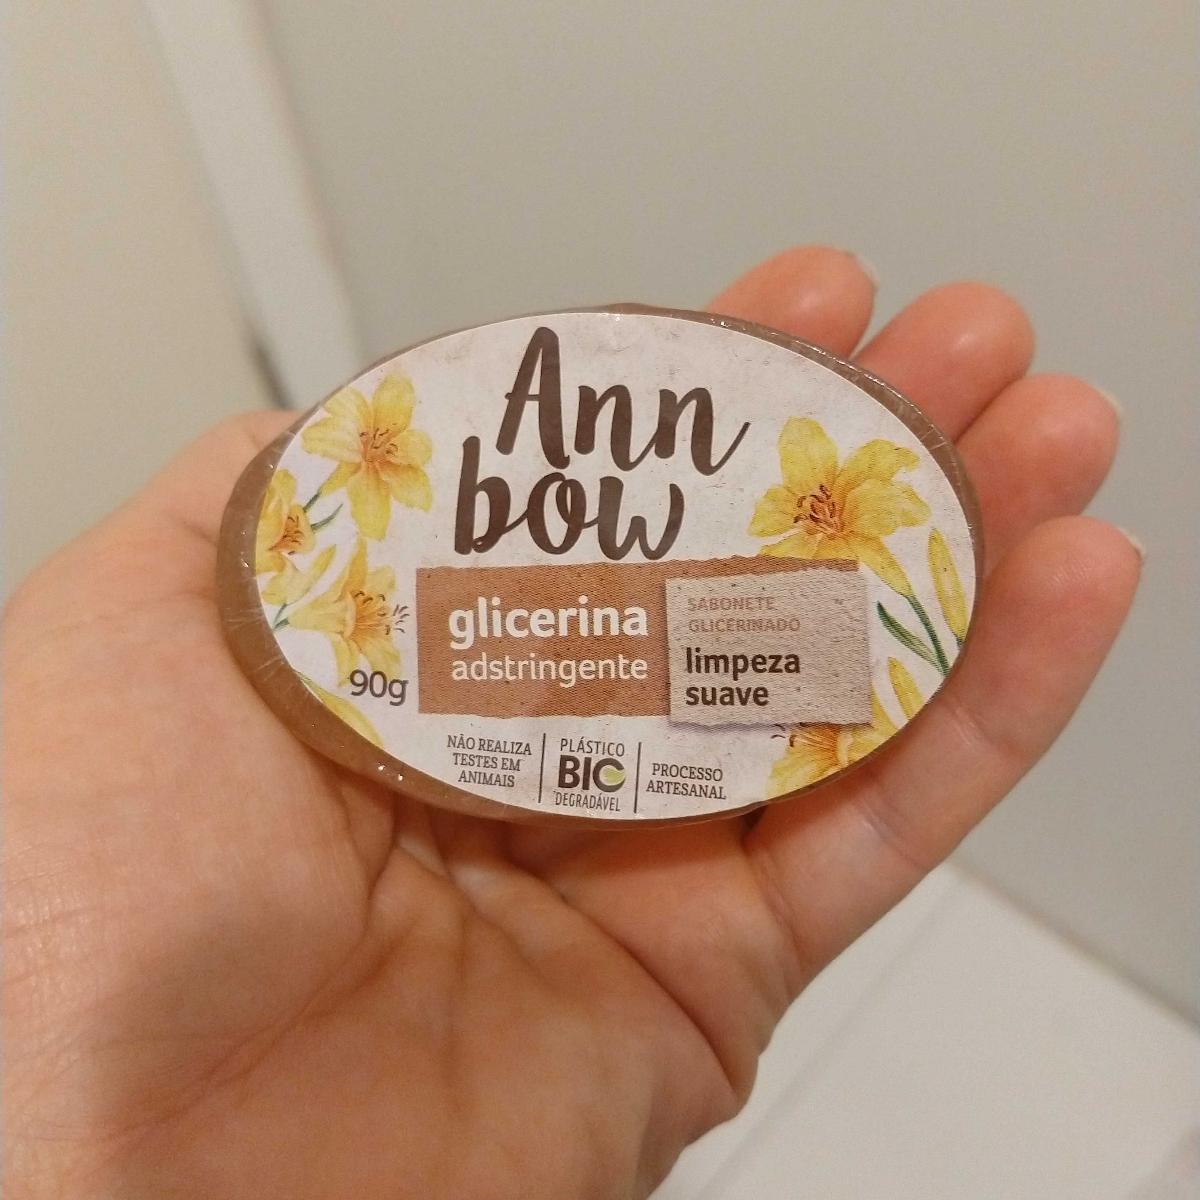 Ann
bow
glicerina
adstringente
SABONETE
GLICERINADO
limpeza
suave
90g
NÃO REALIZA
TESTES EM
ANIMAIS
PLÁSTICO
BIO
DEGRADÁVEL
PROCESSO
ARTESANAL